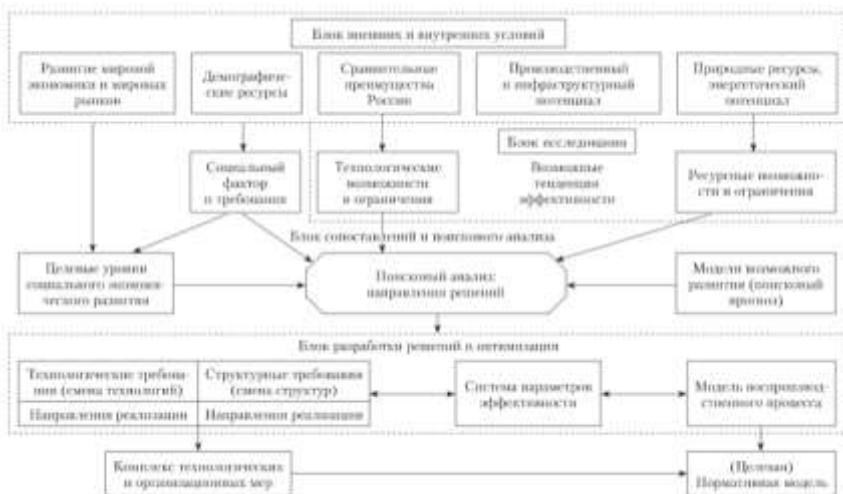 Блок внешних и внутренних условий
Развитие мировой
экономики и мировых
рынков
Демографиче-
ские ресурсы
Сравнительные
преимущества
России
Производственный
и инфраструктурный
потенциал
Природные ресурсы,
энергетический
потенциал
Блок исследования
Социальный
фактор
и требования
Технологические
возможности
и ограничения
Возможные
тенденции
эффективности
Ресурсные возможно-
сти и ограничения
Блок сопоставлений и поискового анализа
Целевые уровни
социального экономи-
ческого развития
Поисковый анализ:
направления решений
Модели возможного
развития (поисковый
прогноз)
Блок разработки решений и оптимизации
Технологические требова-
ния (смена технологий)
Структурные требования
(смена структур)
Направления реализации
Направления реализации
Система параметров
эффективности
Модель воспроизвод-
ственного процесса
Комплекс технологических
и организационных мер
(Целевая)
Нормативная модель